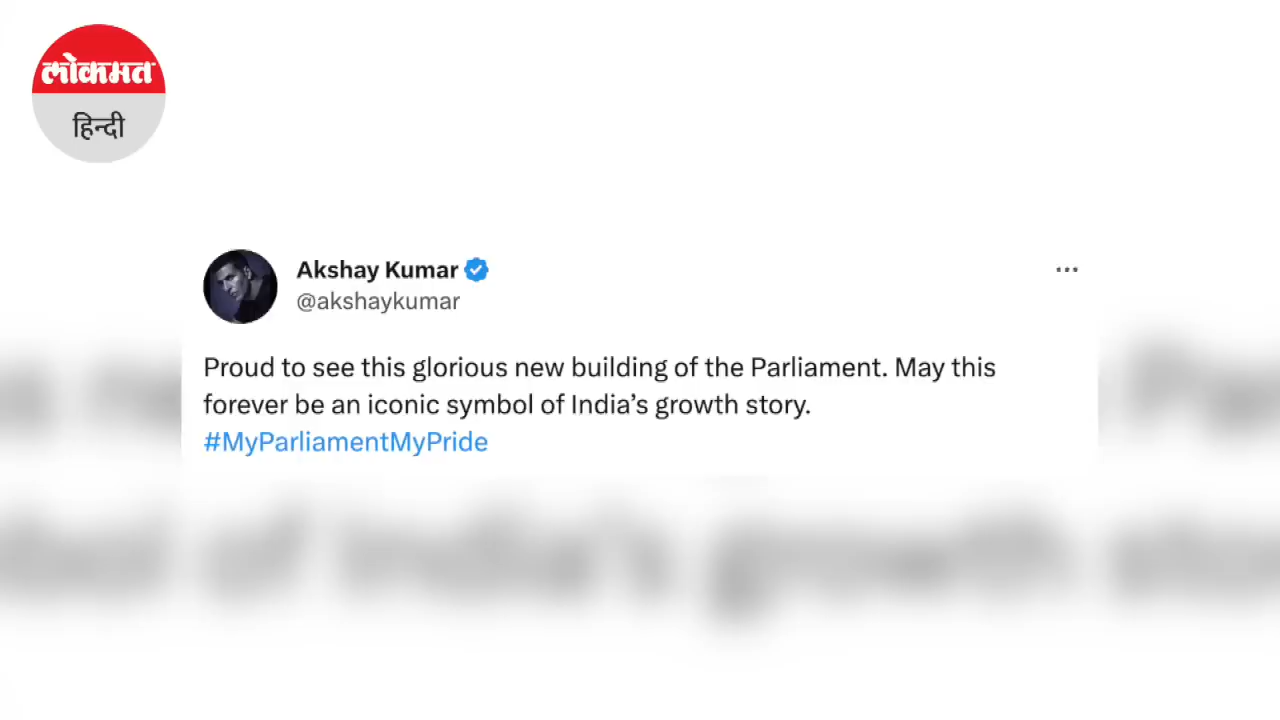 लोकमत
हिन्दी
Akshay Kumar
@akshaykumar
Proud to see this glorious new building of the Parliament. May this
forever be an iconic symbol of India’s growth story.
#MyParliamentMyPride